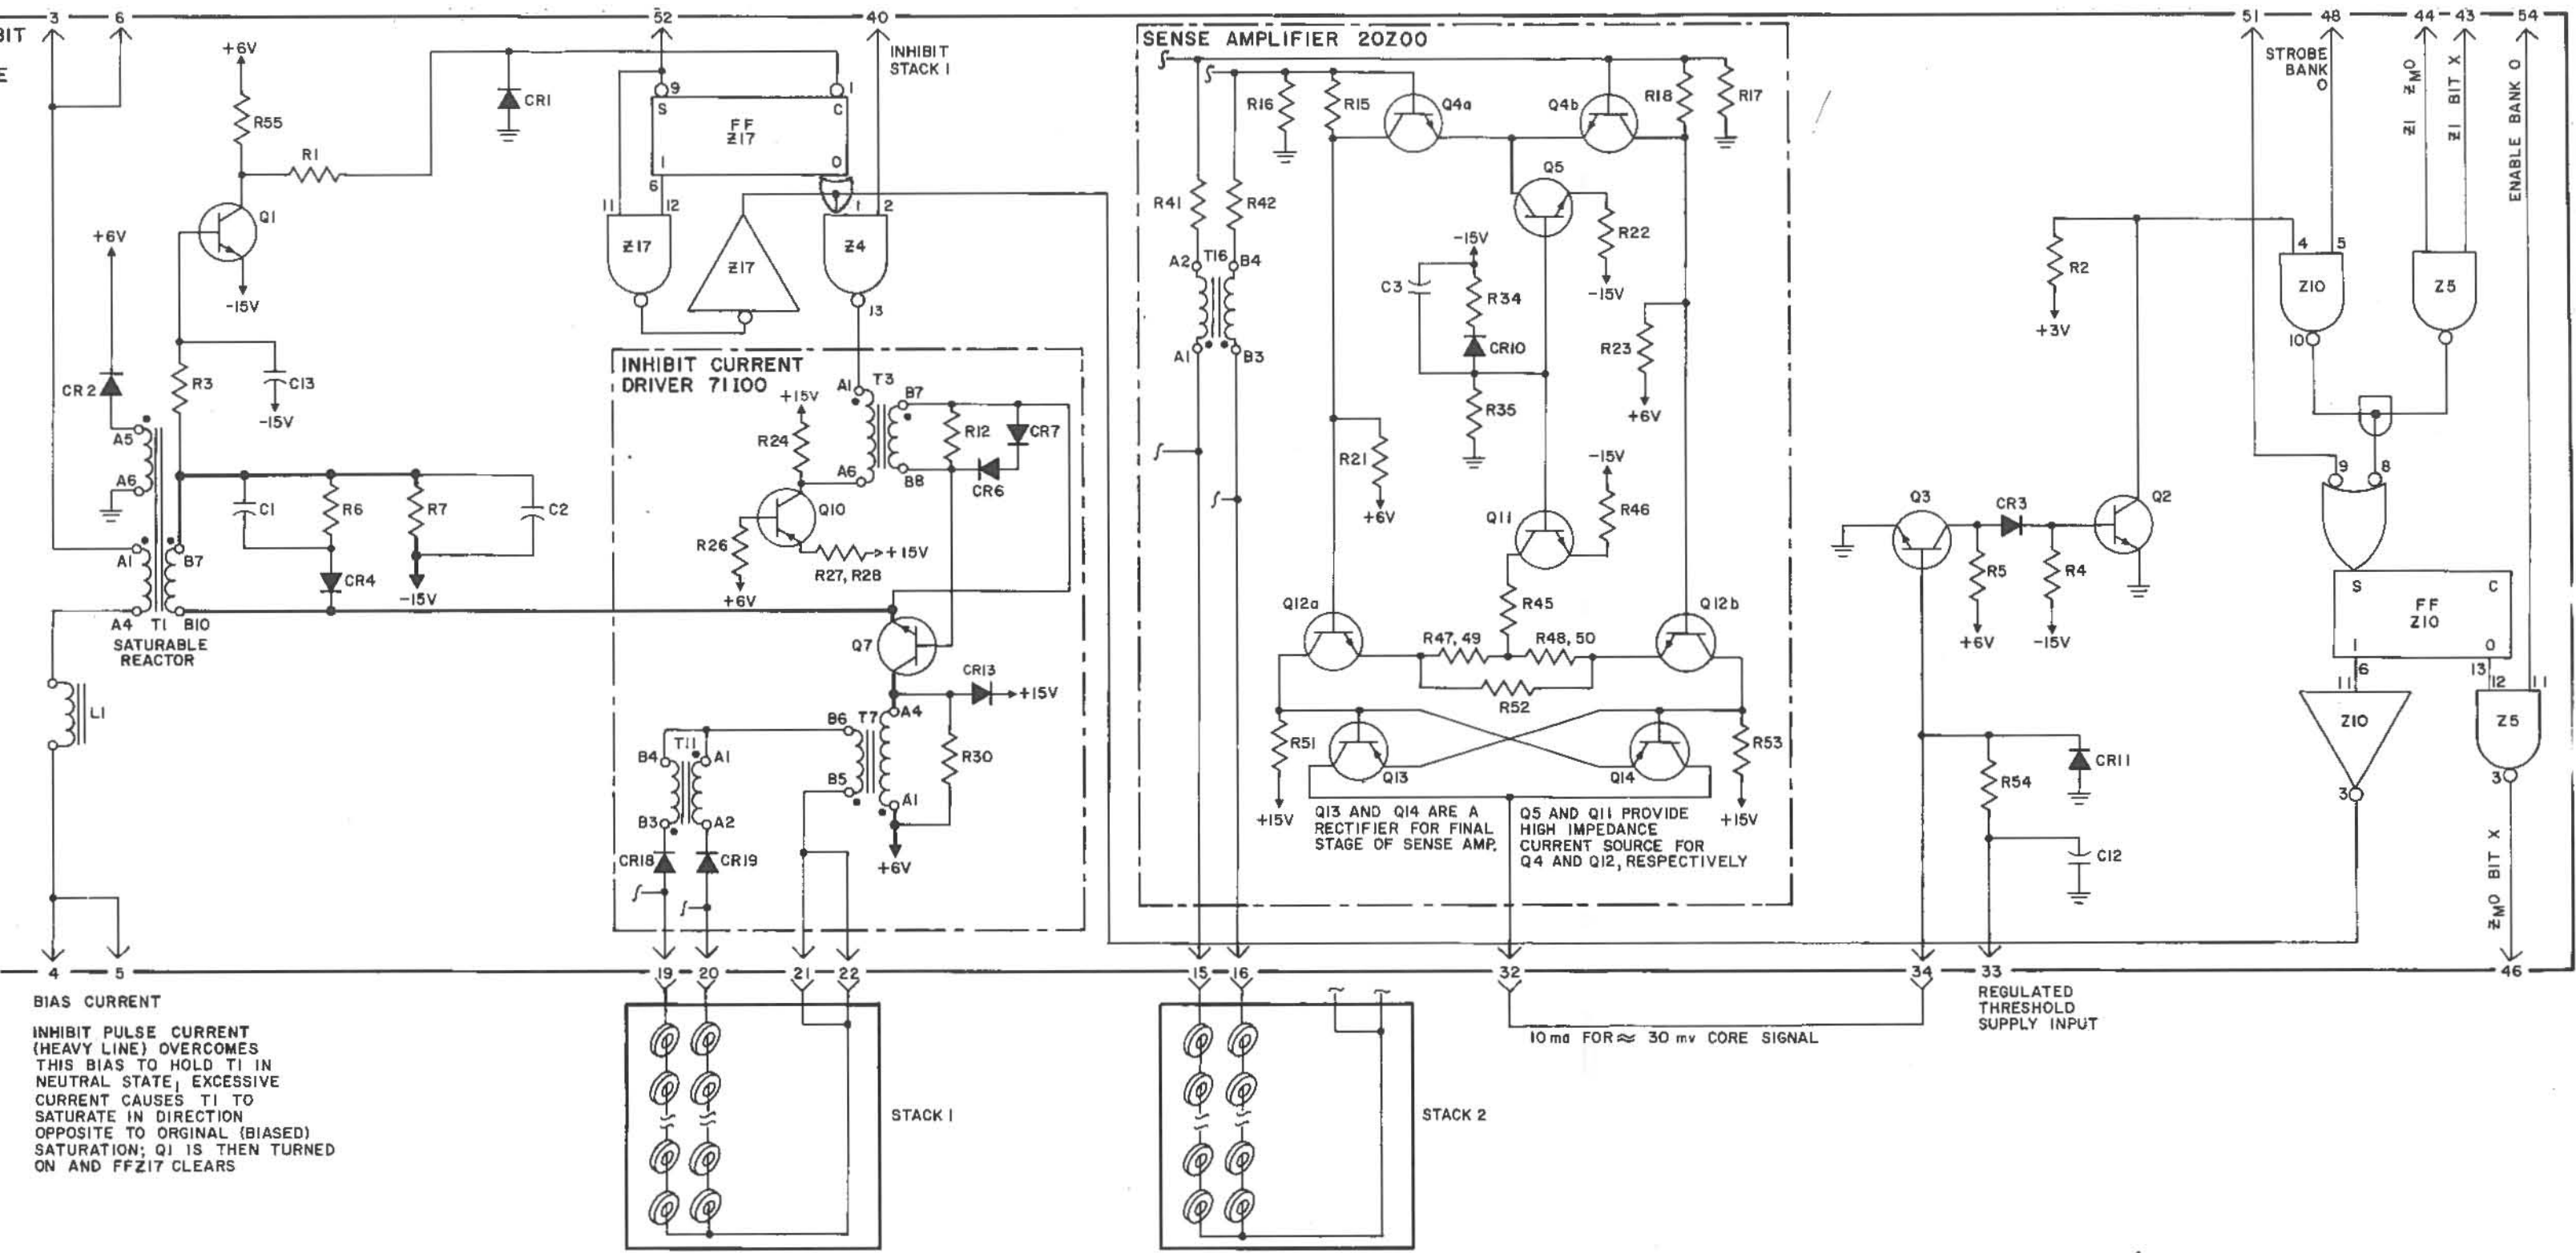 3 6 52 40 51 48 44 43 54
BIT
E
+6V
R55
R1
Q1
-15V
CR1
INHIBIT
STACK 1
9 1
S C
FF
Z17
1 0
6
11 12
Z17
Z17
1 2
Z4
13
+6V
CR2
R3
C13
-15V
A5
A6
C1
R6
R7
C2
A1 B7
CR4
-15V
A4 T1 B10
SATURABLE
REACTOR
L1
INHIBIT CURRENT
DRIVER 71100
+15V
R24
A1 T3 B7
R12
CR7
A6 B8
CR6
Q10
R26
+15V
R27, R28
+6V
Q7
CR13
+15V
B6 T7 A4
T11
B4 A1
R30
B5
A1
B3 A2
CR18 CR19
+6V
SENSE AMPLIFIER 20Z00
R16 R15 Q4a Q4b R18 R17
R41 R42
Q5
R22
-15V
A2 T16 B4
-15V
C3
R34
CR10
R23
A1 B3
R35
+6V
R21
+6V
-15V
R46
Q11
Q12a
R45
Q12b
R47, 49 R48, 50
R52
R51 Q13 Q14 R53
+15V
Q13 AND Q14 ARE A
RECTIFIER FOR FINAL
STAGE OF SENSE AMP.
Q5 AND Q11 PROVIDE
HIGH IMPEDANCE
CURRENT SOURCE FOR
Q4 AND Q12, RESPECTIVELY
+15V
STROBE
BANK
0
Z1 ZM0
Z1 BIT X
ENABLE BANK 0
R2
+3V
4 5
Z10
10
Z5
9 8
Q3
CR3
Q2
R5
R4
+6V
-15V
S C
FF
Z10
1 0
6 13
11 12 11
Z10
Z5
3 3
R54
CR11
C12
ZM0 BIT X
4 5 19 20 21 22 15 16 32 34 33 46
BIAS CURRENT
INHIBIT PULSE CURRENT
(HEAVY LINE) OVERCOMES
THIS BIAS TO HOLD T1 IN
NEUTRAL STATE; EXCESSIVE
CURRENT CAUSES T1 TO
SATURATE IN DIRECTION
OPPOSITE TO ORGINAL (BIASED)
SATURATION; Q1 IS THEN TURNED
ON AND FFZ17 CLEARS
STACK 1
STACK 2
10 ma FOR ≈ 30 mv CORE SIGNAL
REGULATED
THRESHOLD
SUPPLY INPUT